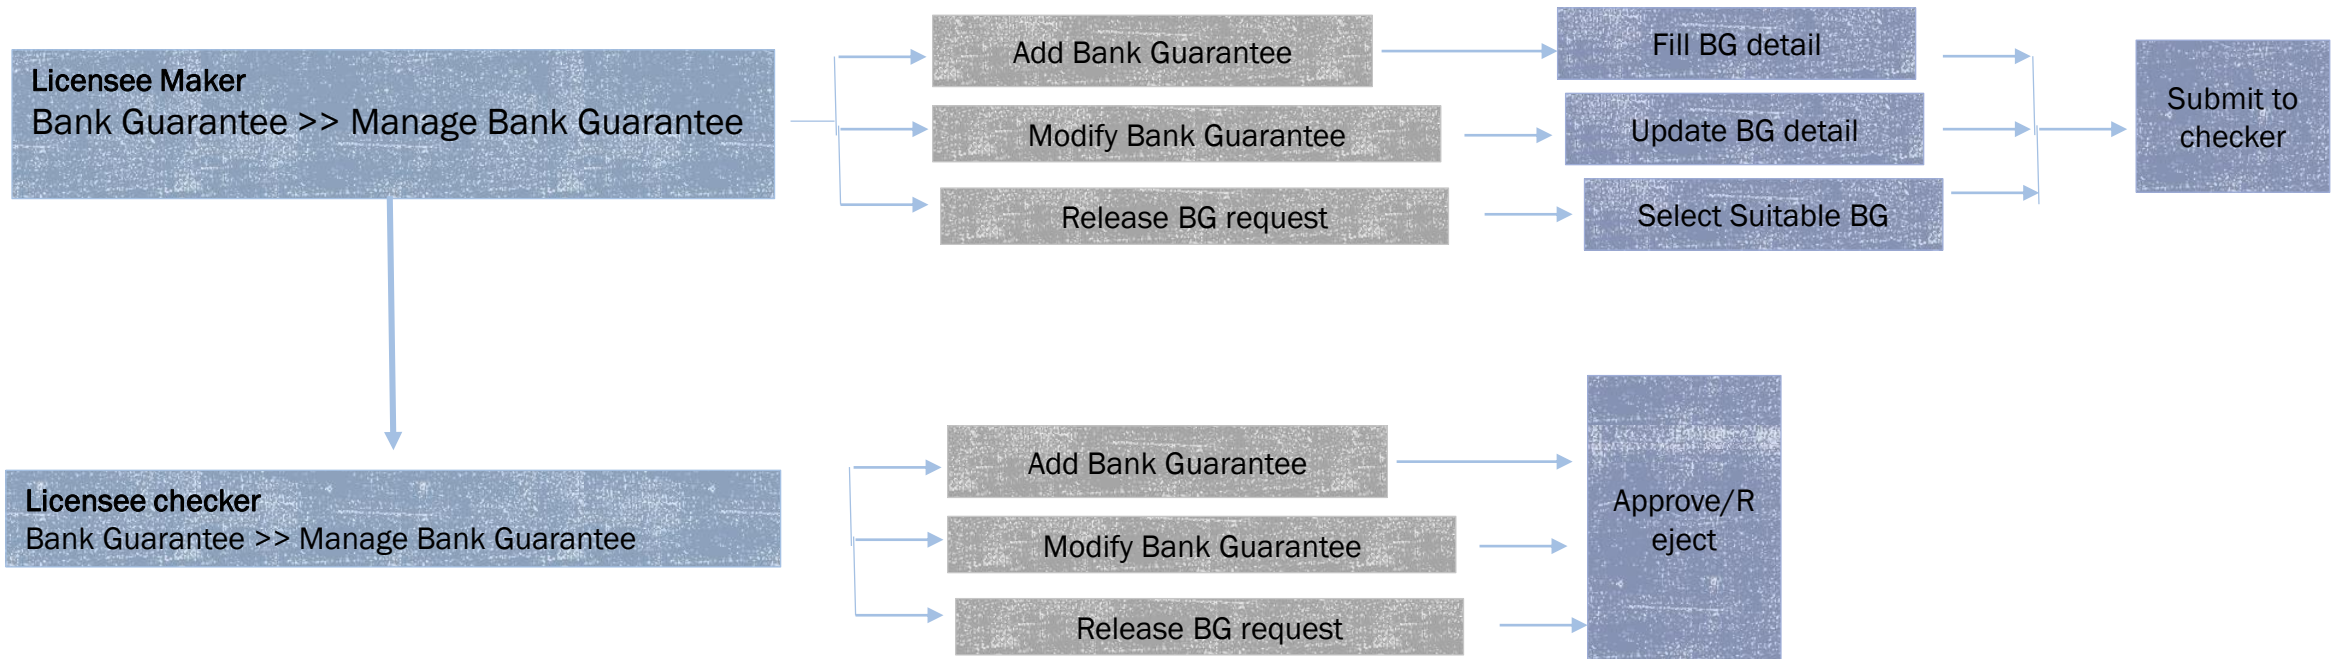 Licensee Maker
Bank Guarantee >> Manage Bank Guarantee
Add Bank Guarantee
Fill BG detail
Modify Bank Guarantee
Update BG detail
Release BG request
Select Suitable BG
Submit to
checker
Licensee checker
Bank Guarantee >> Manage Bank Guarantee
Add Bank Guarantee
Modify Bank Guarantee
Release BG request
Approve/R
eject